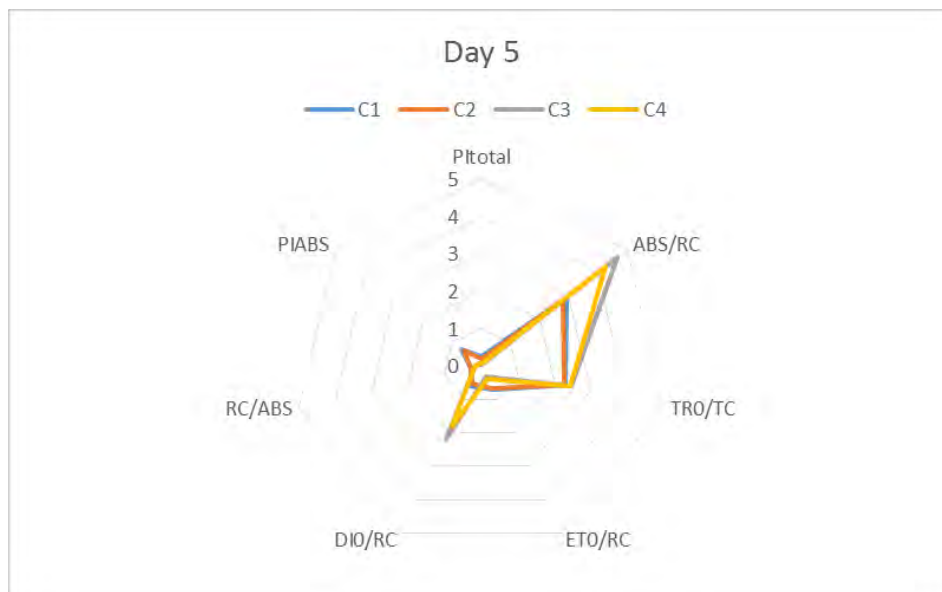 Day 5
C1 C2 C3 C4
PItotal
5
4
PIABS
ABS/RC
3
2
1
0
RC/ABS
TR0/TC
DI0/RC
ET0/RC